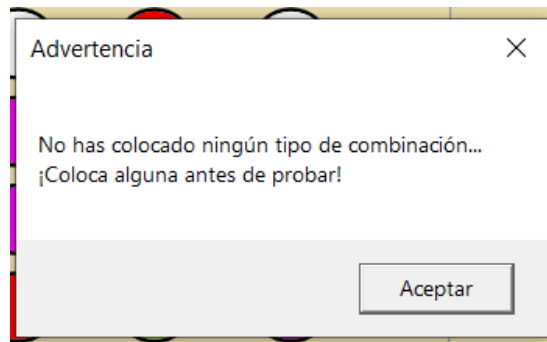 Advertencia
No has colocado ningún tipo de combinación...
¡Coloca alguna antes de probar!
Aceptar